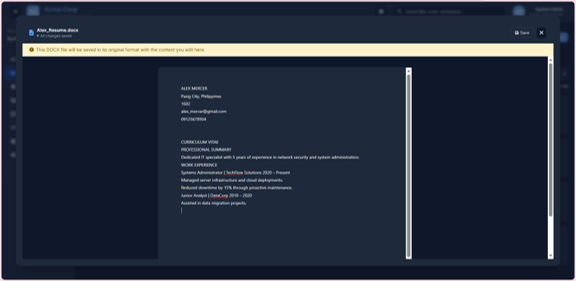 Alex_Resume.docx
All changes saved
Save
This DOCX file will be saved in its original format with the content you edit here.
ALEX MERCER
Pasig City, Philippines
1602
alex_mercer@gmail.com
CURRICULUM VITAE
PROFESSIONAL SUMMARY
Dedicated IT specialist with 5 years of experience in network security and system administration.
WORK EXPERIENCE
Systems Administrator | TechFlow Solutions 2020 – Present
Managed server infrastructure and cloud deployments.
Reduced downtime by 15% through proactive maintenance.
Junior Analyst | DataCorp 2018 – 2020
Assisted in data migration projects.